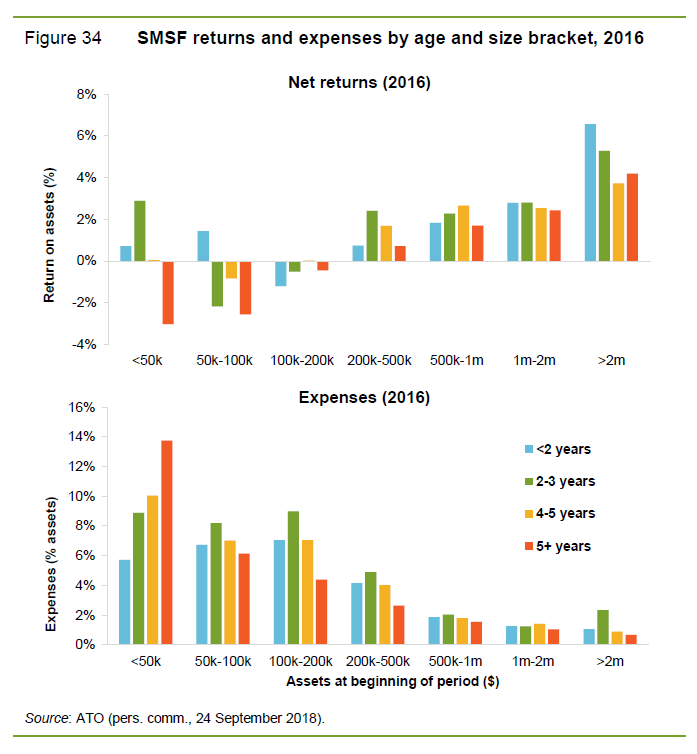 Figure 34 SMSF returns and expenses by age and size bracket, 2016
Net returns (2016)
8%
6%
4%
2%
0%
-2%
-4%
Return on assets (%)
<50k 50k-100k 100k-200k 200k-500k 500k-1m 1m-2m >2m
Expenses (2016)
16%
14%
12%
10%
8%
6%
4%
2%
0%
Expenses (% assets)
<2 years
2-3 years
4-5 years
5+ years
<50k 50k-100k 100k-200k 200k-500k 500k-1m 1m-2m >2m
Assets at beginning of period ($)
Source: ATO (pers. comm., 24 September 2018).